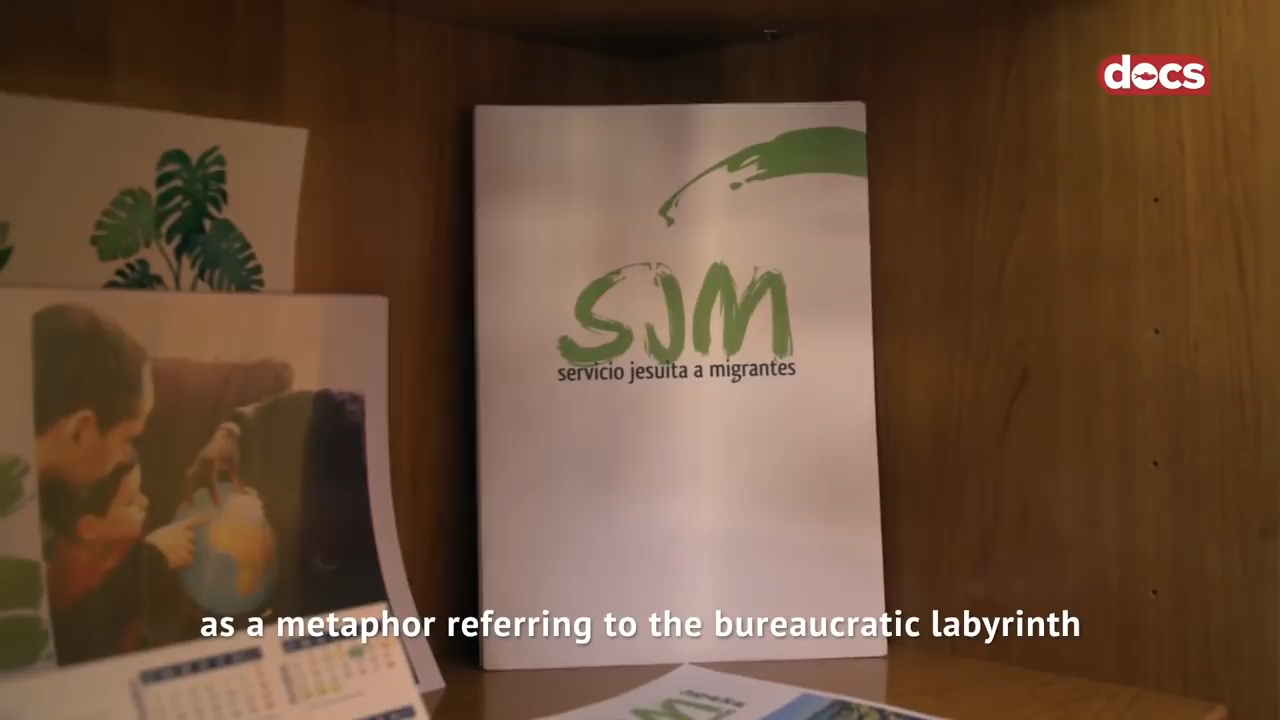 docs
SJM
servicio jesuita a migrantes
as a metaphor referring to the bureaucratic labyrinth